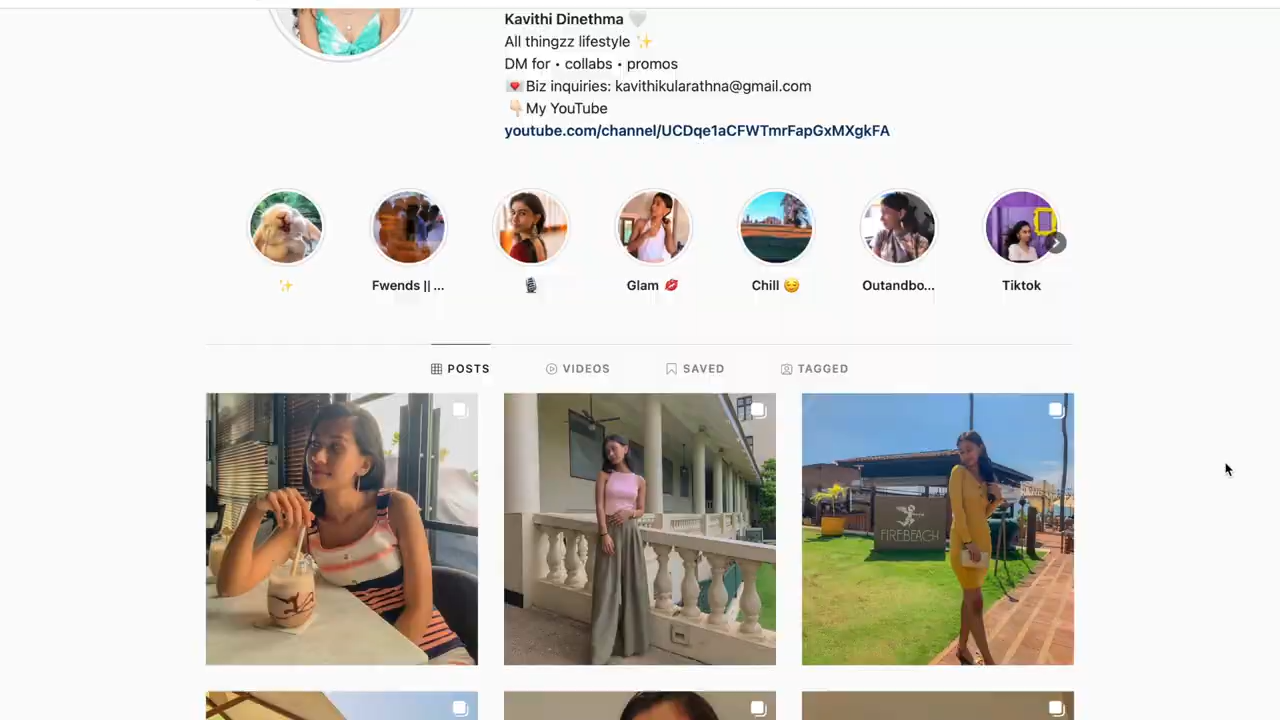 Kavithi Dinethma 🤍
All thingzz lifestyle ✨
DM for • collabs • promos
💌Biz inquiries: kavithikularathna@gmail.com
👇🏻My YouTube
youtube.com/channel/UCDqe1aCFWTmrFapGxMXgkFA
✨ Fwends || ... 🎙️ Glam 💋 Chill 😌 Outandbo... Tiktok
POSTS VIDEOS SAVED TAGGED
FIREBEACH